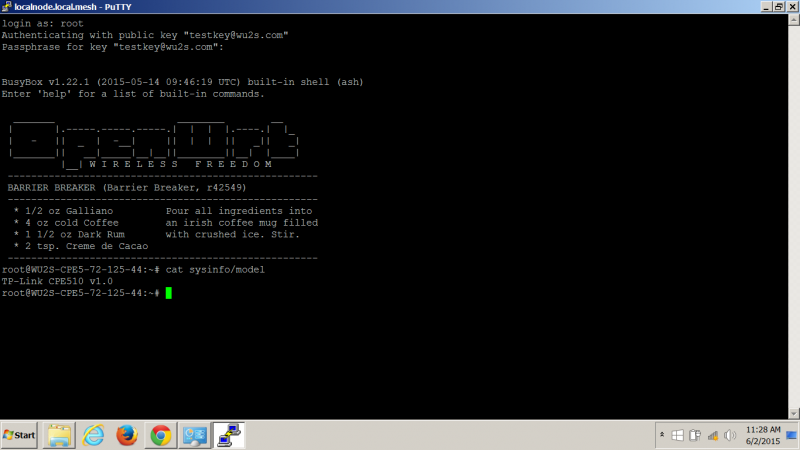 localnode.local.mesh - PuTTY
login as: root
Authenticating with public key "testkey@wu2s.com"
Passphrase for key "testkey@wu2s.com":
BusyBox v1.22.1 (2015-05-14 09:46:19 UTC) built-in shell (ash)
Enter 'help' for a list of built-in commands.
OpenWrt
W I R E L E S S   F R E E D O M
BARRIER BREAKER (Barrier Breaker, r42549)
* 1/2 oz Galliano         Pour all ingredients into
* 4 oz cold Coffee        an irish coffee mug filled
* 1 1/2 oz Dark Rum       with crushed ice. Stir.
* 2 tsp. Creme de Cacao
root@WU2S-CPE5-72-125-44:~# cat sysinfo/model
TP-Link CPE510 v1.0
root@WU2S-CPE5-72-125-44:~#
Start
11:28 AM
6/2/2015